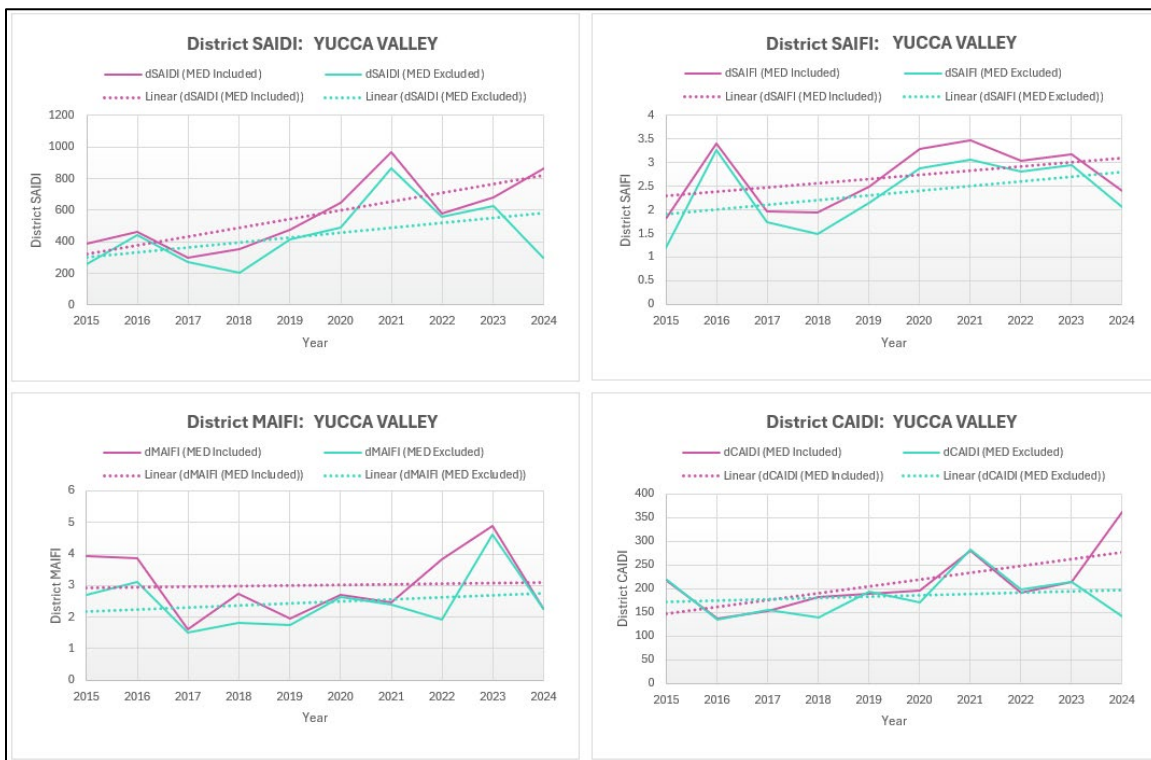 District SAIDI: YUCCA VALLEY
dSAIDI (MED Included)
dSAIDI (MED Excluded)
Linear (dSAIDI (MED Included))
Linear (dSAIDI (MED Excluded))
District SAIDI
1200
1000
800
600
400
200
0
2015 2016 2017 2018 2019 2020 2021 2022 2023 2024
Year
District SAIFI: YUCCA VALLEY
dSAIFI (MED Included)
dSAIFI (MED Excluded)
Linear (dSAIFI (MED Included))
Linear (dSAIFI (MED Excluded))
District SAIFI
4
3.5
3
2.5
2
1.5
1
0.5
0
2015 2016 2017 2018 2019 2020 2021 2022 2023 2024
Year
District MAIFI: YUCCA VALLEY
dMAIFI (MED Included)
dMAIFI (MED Excluded)
Linear (dMAIFI (MED Included))
Linear (dMAIFI (MED Excluded))
District MAIFI
6
5
4
3
2
1
0
2015 2016 2017 2018 2019 2020 2021 2022 2023 2024
Year
District CAIDI: YUCCA VALLEY
dCAIDI (MED Included)
dCAIDI (MED Excluded)
Linear (dCAIDI (MED Included))
Linear (dCAIDI (MED Excluded))
District CAIDI
400
350
300
250
200
150
100
50
0
2015 2016 2017 2018 2019 2020 2021 2022 2023 2024
Year